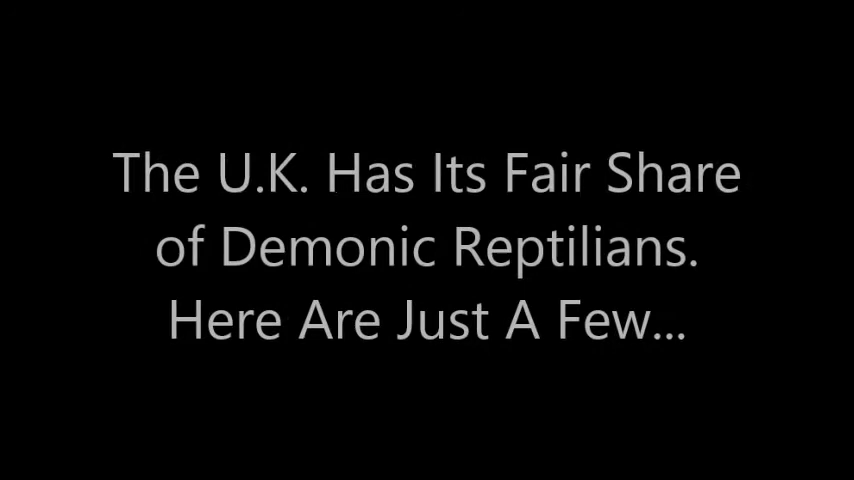 The U.K. Has Its Fair Share
of Demonic Reptilians.
Here Are Just A Few...